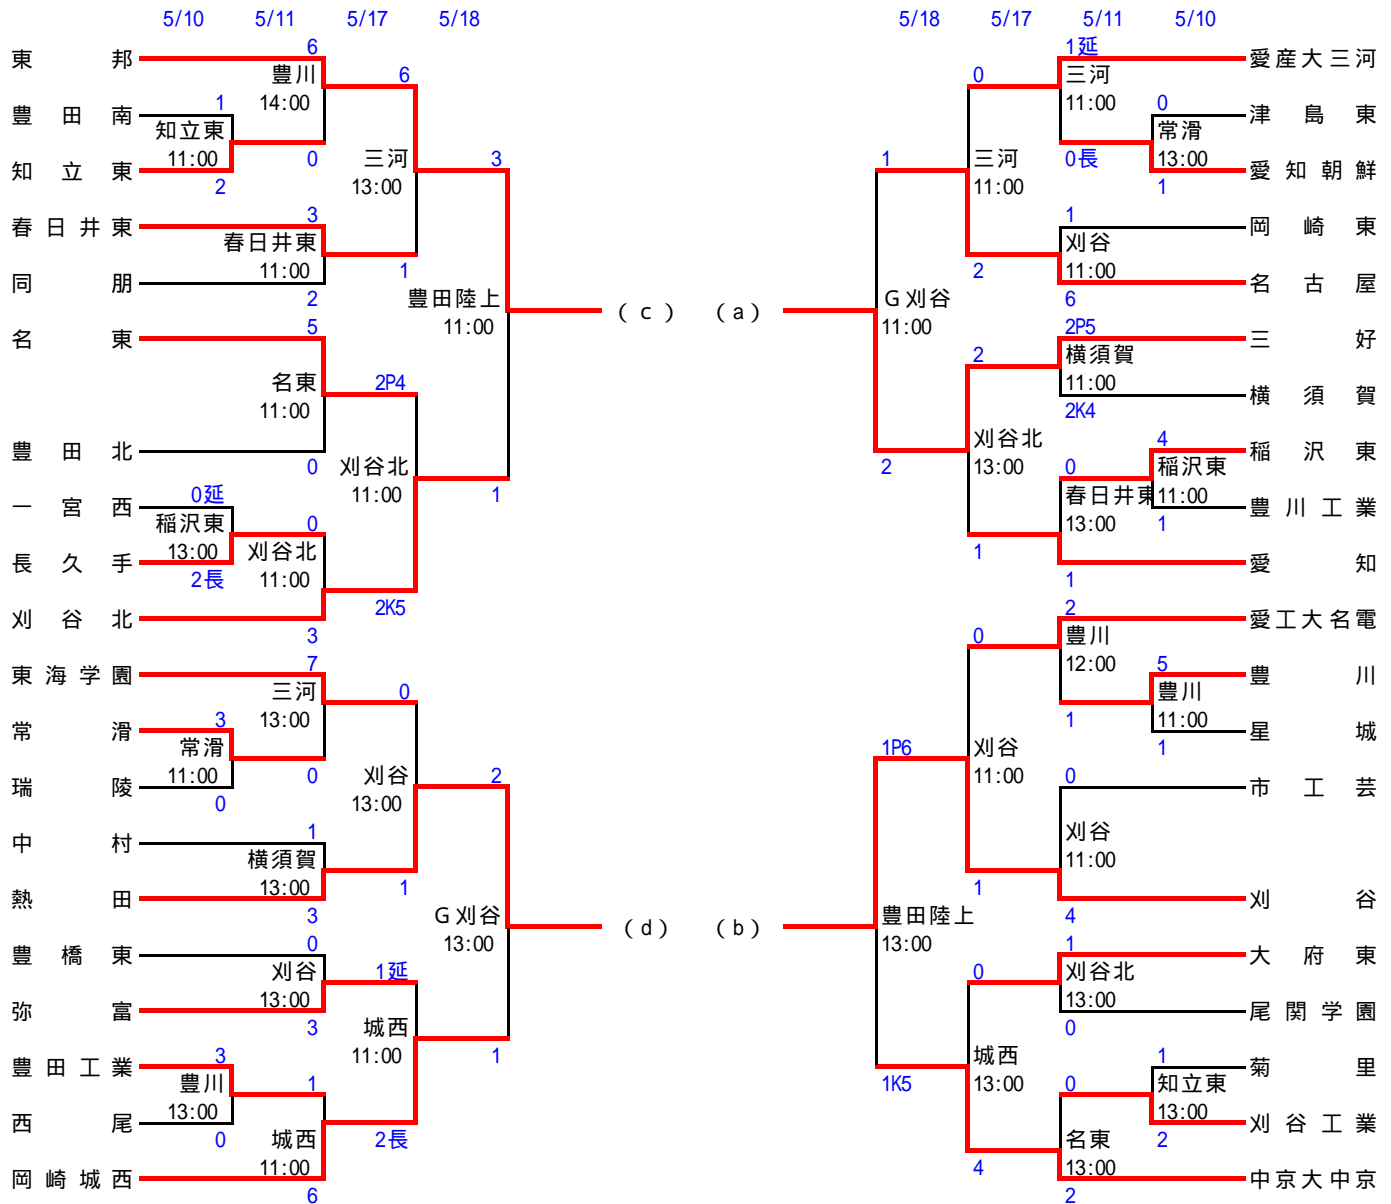 5/10 5/11 5/17 5/18 5/18 5/17 5/11 5/10
東邦 6 豊川 14:00 6
豊田南 1 知立東 11:00 0 三河 13:00 3
知立東 2
春日井東 3 春日井東 11:00 1
同朋 2 豊田陸上 11:00 (c)
名東 5 名東 11:00 2P4
豊田北 0 刈谷北 11:00 1
一宮西 0延 稲沢東 13:00 0 刈谷北 11:00
長久手 2長 2K5
刈谷北 3
東海学園 7 三河 13:00 0
常滑 3 常滑 11:00 0 刈谷 13:00 2
瑞陵 0
中村 1 横須賀 13:00 1
熱田 3 G刈谷 13:00 (d)
豊橋東 0 刈谷 13:00 1延
弥富 3 城西 11:00 1
豊田工業 3 豊川 13:00 1 城西 11:00 2長
西尾 0
岡崎城西 6
0 1延 三河 11:00 愛産大三河
1 三河 11:00 0長 0 常滑 13:00 津島東
1 愛知朝鮮
2 1 刈谷 11:00 岡崎東
(a) G刈谷 11:00 6 名古屋
2 2P5 横須賀 11:00 三好
2K4 横須賀
2 刈谷北 13:00 0 春日井東 13:00 4 稲沢東 11:00 稲沢東
1 豊川工業
1 1 愛知
0 2 豊川 12:00 愛工大名電
1P6 刈谷 11:00 1 5 豊川 11:00 豊川
1 星城
0 刈谷 11:00 市工芸
(b) 豊田陸上 13:00 1 4 刈谷
0 1 刈谷北 13:00 大府東
0 尾関学園
1K5 城西 13:00 0 名東 13:00 1 知立東 13:00 菊里
2 刈谷工業
4 2 中京大中京